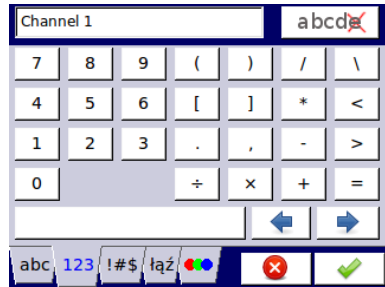 Channel 1 abcde
7 8 9 ( ) / \
4 5 6 [ ] * <
1 2 3 . , - >
0 ÷ × + =
abc 123 !#$ łąź